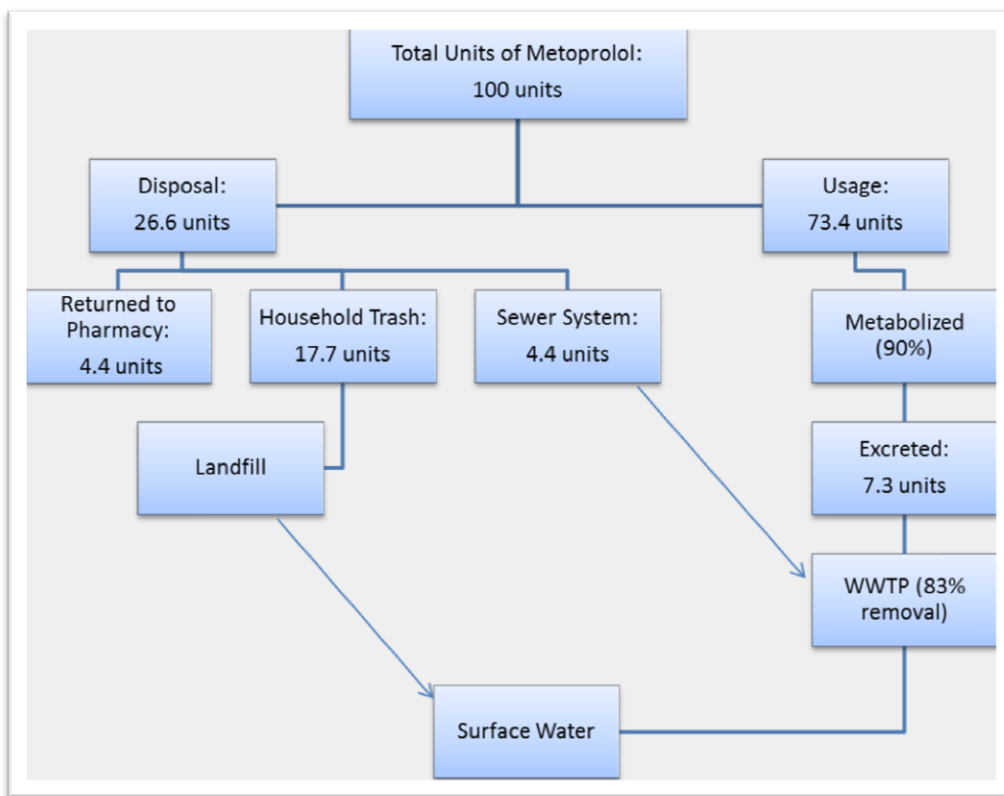 Total Units of Metoprolol:
100 units
Disposal:
26.6 units
Usage:
73.4 units
Returned to
Pharmacy:
4.4 units
Household Trash:
17.7 units
Sewer System:
4.4 units
Metabolized
(90%)
Landfill
Excreted:
7.3 units
WWTP (83%
removal)
Surface Water